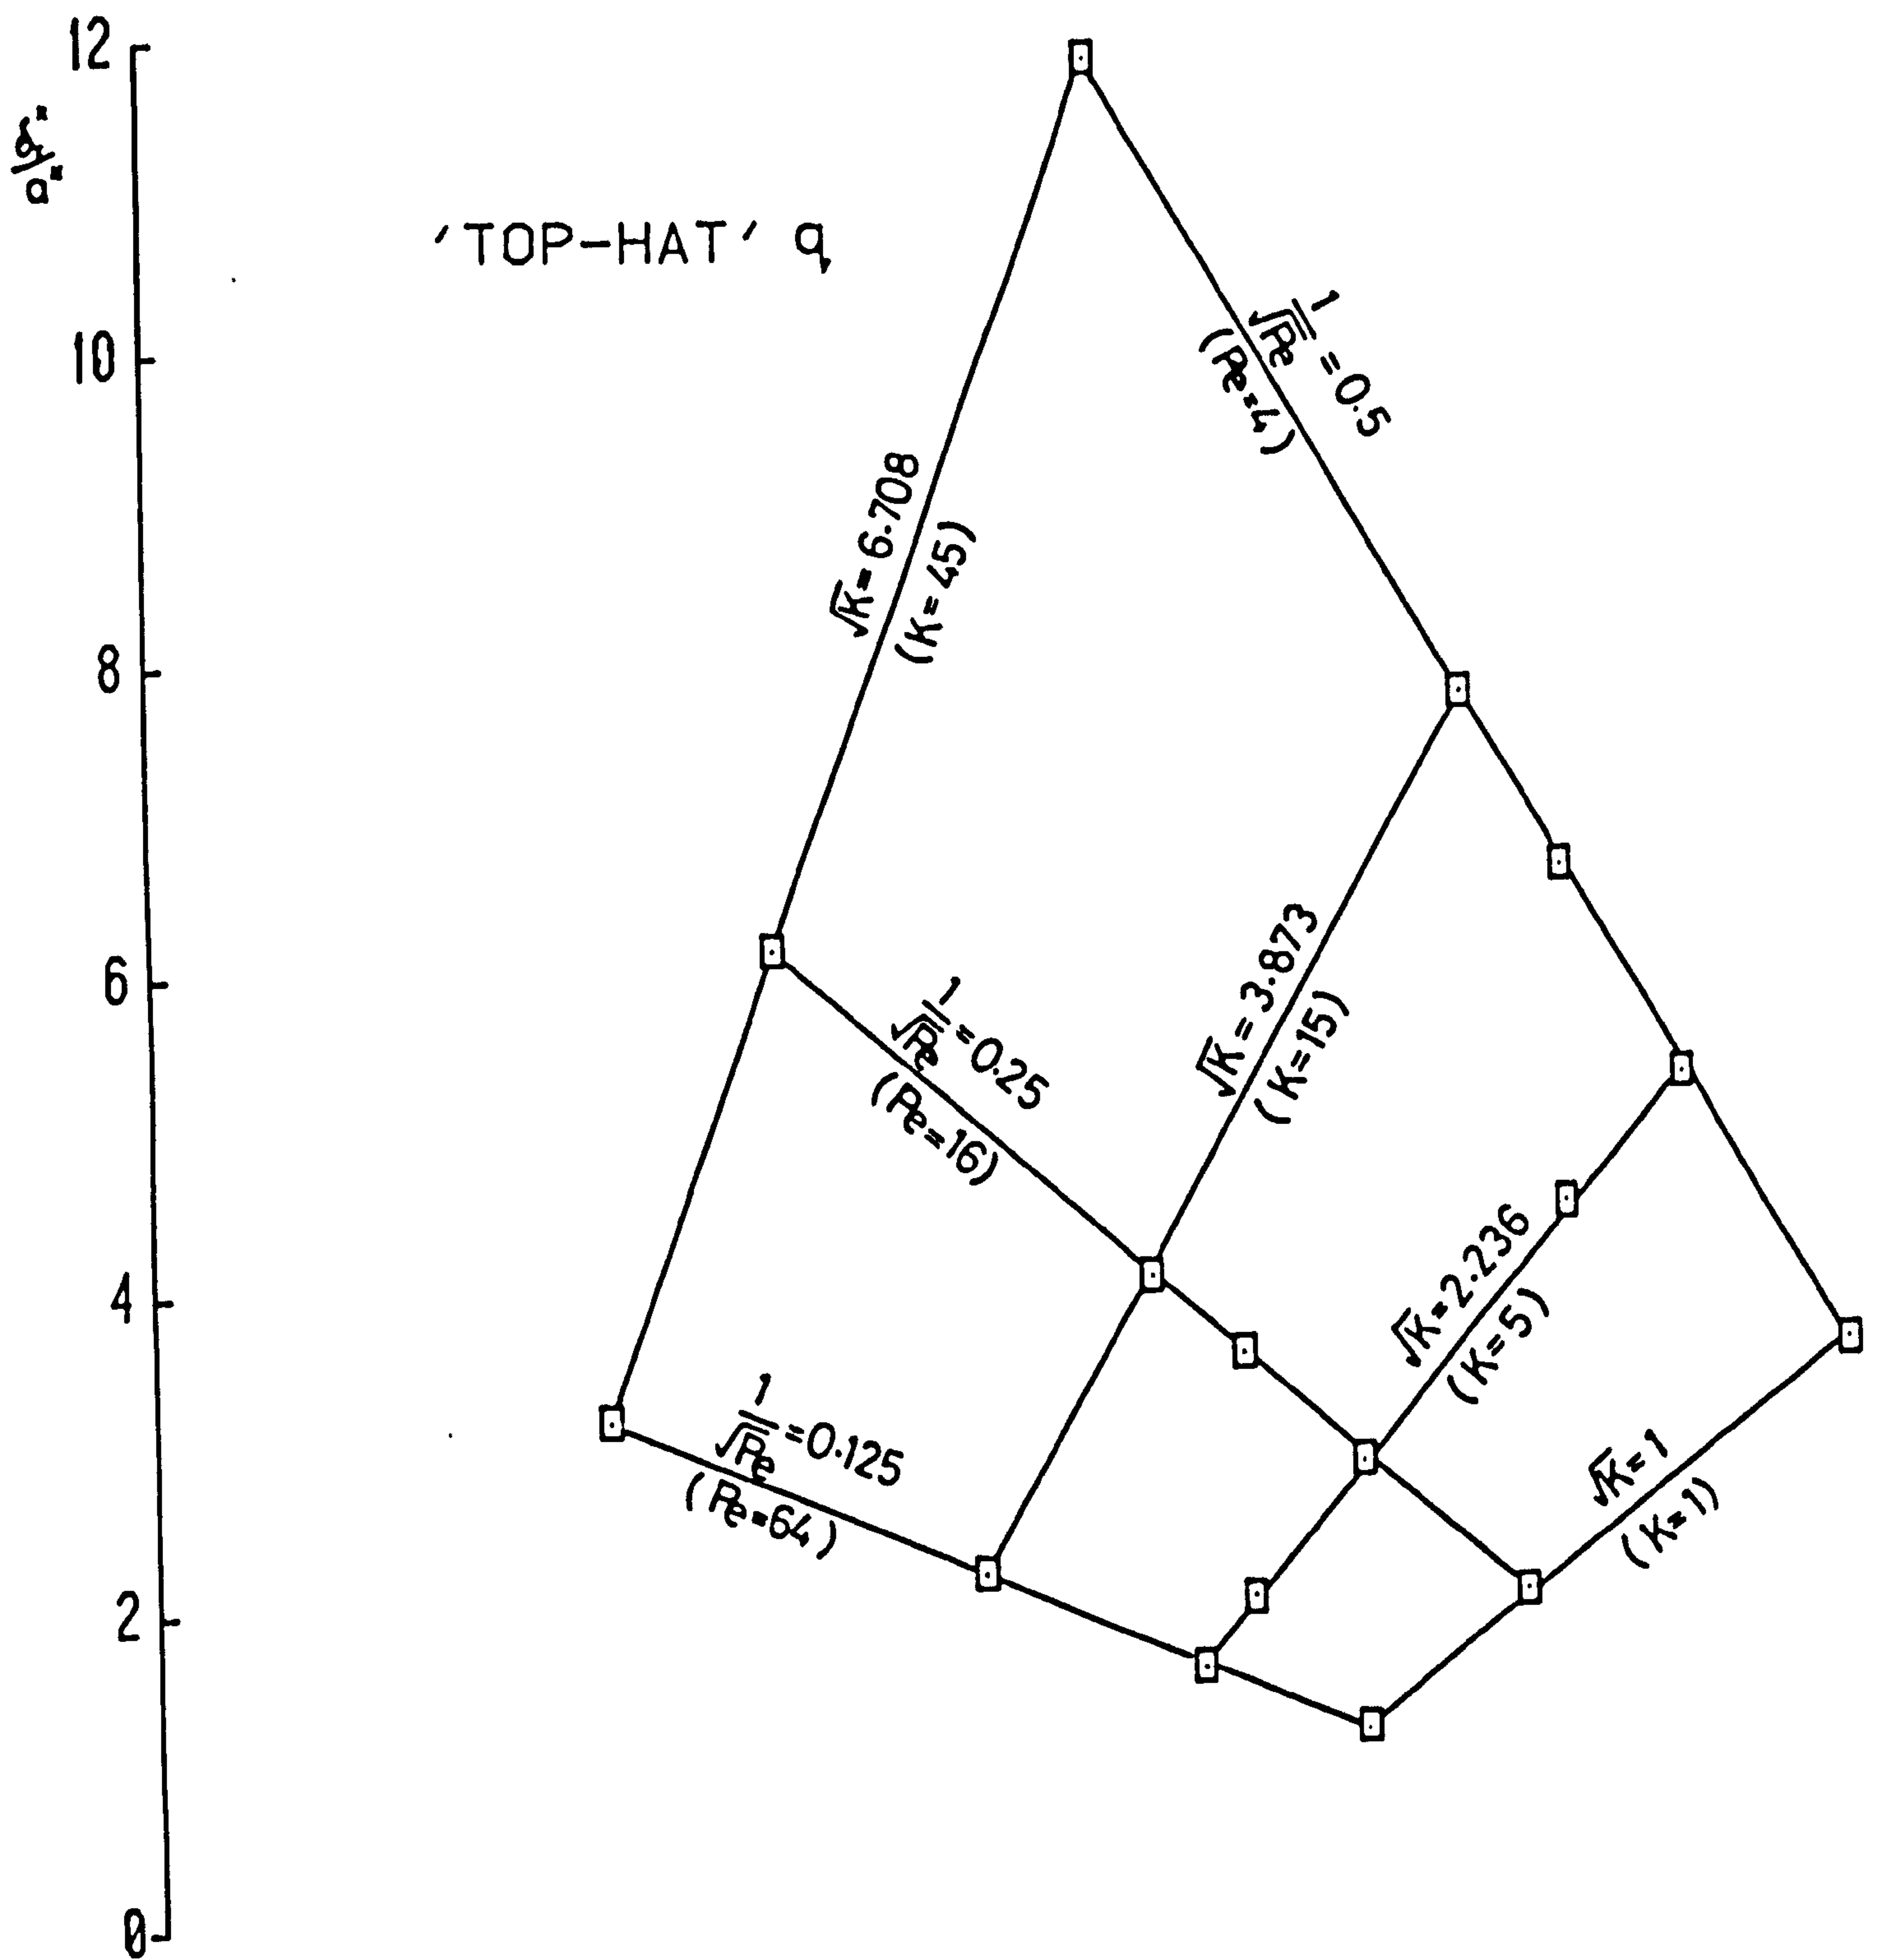 12
10
8
6
4
2
0
'TOP-HAT' q
√K=6.708
(K=45)
1
√Pe =0.5
(Pe=4)
√K=3.873
(K=15)
1
√Pe =0.25
(Pe=16)
√K=2.236
(K=5)
1
√Pe =0.125
(Pe=64)
√K=1
(K=1)